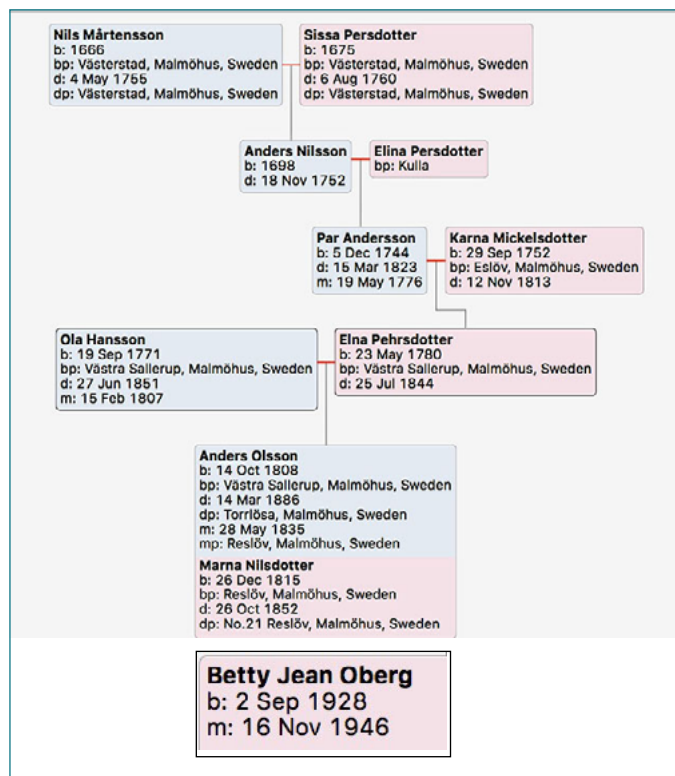 Nils Mårtensson
b: 1666
bp: Västerstad, Malmöhus, Sweden
d: 4 May 1755
dp: Västerstad, Malmöhus, Sweden
Sissa Persdotter
b: 1675
bp: Västerstad, Malmöhus, Sweden
d: 6 Aug 1760
dp: Västerstad, Malmöhus, Sweden
Anders Nilsson
b: 1698
d: 18 Nov 1752
Elina Persdotter
bp: Kulla
Par Andersson
b: 5 Dec 1744
d: 15 Mar 1823
m: 19 May 1776
Karna Mickelsdotter
b: 29 Sep 1752
bp: Eslöv, Malmöhus, Sweden
d: 12 Nov 1813
Ola Hansson
b: 19 Sep 1771
bp: Västra Sallerup, Malmöhus, Sweden
d: 27 Jun 1851
m: 15 Feb 1807
Elna Pehrsdotter
b: 23 May 1780
bp: Västra Sallerup, Malmöhus, Sweden
d: 25 Jul 1844
Anders Olsson
b: 14 Oct 1808
bp: Västra Sallerup, Malmöhus, Sweden
d: 14 Mar 1886
dp: Torrlösa, Malmöhus, Sweden
m: 28 May 1835
mp: Reslöv, Malmöhus, Sweden
Marna Nilsdotter
b: 26 Dec 1815
bp: Reslöv, Malmöhus, Sweden
d: 26 Oct 1852
dp: No.21 Reslöv, Malmöhus, Sweden
Betty Jean Oberg
b: 2 Sep 1928
m: 16 Nov 1946